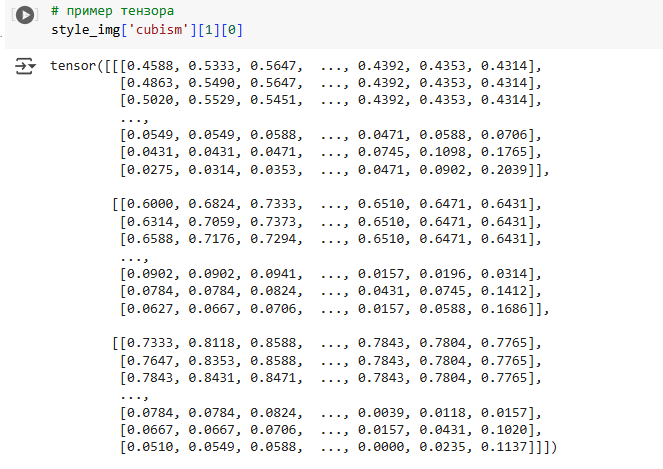 # пример тензора
style_img['cubism'][1][0]
tensor([[[0.4588, 0.5333, 0.5647,  ..., 0.4392, 0.4353, 0.4314],
[0.4863, 0.5490, 0.5647,  ..., 0.4392, 0.4353, 0.4314],
[0.5020, 0.5529, 0.5451,  ..., 0.4392, 0.4353, 0.4314],
...,
[0.0549, 0.0549, 0.0588,  ..., 0.0471, 0.0588, 0.0706],
[0.0431, 0.0431, 0.0471,  ..., 0.0745, 0.1098, 0.1765],
[0.0275, 0.0314, 0.0353,  ..., 0.0471, 0.0902, 0.2039]],
[[0.6000, 0.6824, 0.7333,  ..., 0.6510, 0.6471, 0.6431],
[0.6314, 0.7059, 0.7373,  ..., 0.6510, 0.6471, 0.6431],
[0.6588, 0.7176, 0.7294,  ..., 0.6510, 0.6471, 0.6431],
...,
[0.0902, 0.0902, 0.0941,  ..., 0.0157, 0.0196, 0.0314],
[0.0784, 0.0784, 0.0824,  ..., 0.0431, 0.0745, 0.1412],
[0.0627, 0.0667, 0.0706,  ..., 0.0157, 0.0588, 0.1686]],
[[0.7333, 0.8118, 0.8588,  ..., 0.7843, 0.7804, 0.7765],
[0.7647, 0.8353, 0.8588,  ..., 0.7843, 0.7804, 0.7765],
[0.7843, 0.8431, 0.8471,  ..., 0.7843, 0.7804, 0.7765],
...,
[0.0784, 0.0784, 0.0824,  ..., 0.0039, 0.0118, 0.0157],
[0.0667, 0.0667, 0.0706,  ..., 0.0157, 0.0431, 0.1020],
[0.0510, 0.0549, 0.0588,  ..., 0.0000, 0.0235, 0.1137]]])